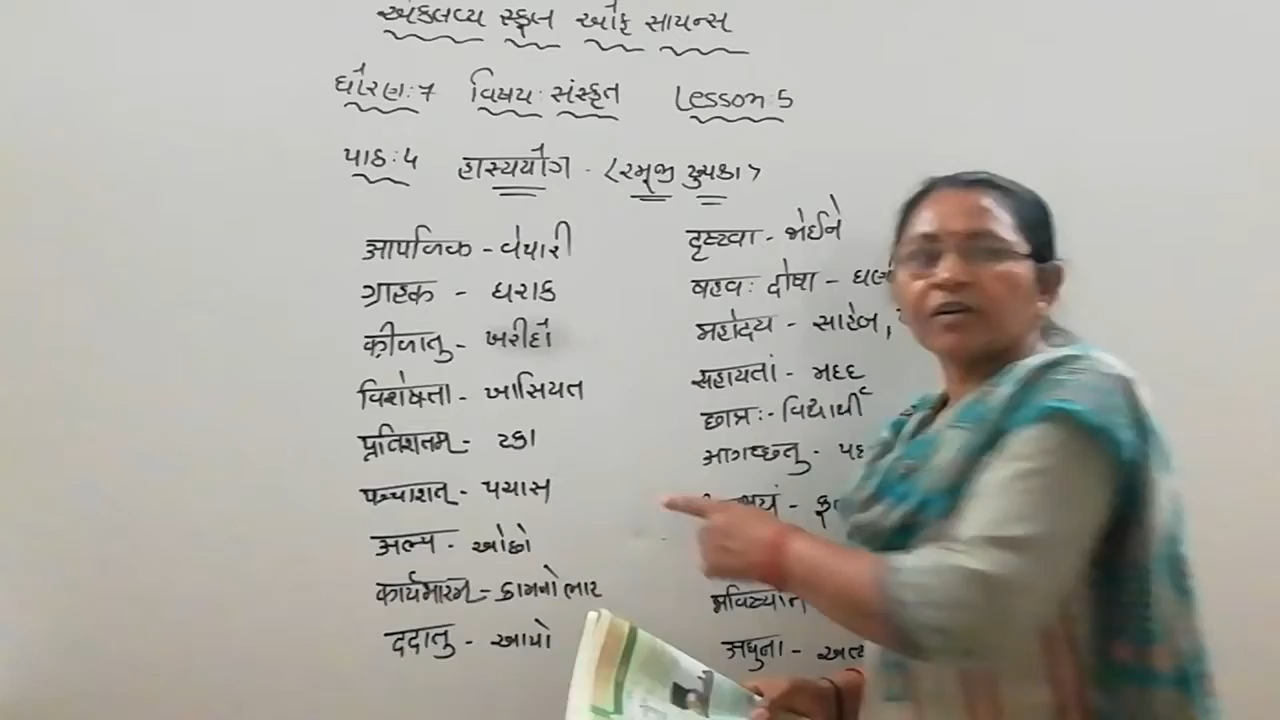 એકલવ્ય સ્કૂલ ઓફ સાયન્સ
ધોરણ: 7 વિષય: સંસ્કૃત Lesson: 5
પાઠ: ૫ હાસ્યયોગ - (રમૂજી ટુચકા)
आपणिक - વેપારી
ग्राहक - ઘરાક
क्रीणातु - ખરીદો
विशेषता - ખાસિયત
प्रतिशतम् - ટકા
पञ्चाशत् - પચાસ
अल्प - ઓછો
कार्यभारम् - કામનો ભાર
ददातु - આપો
दृष्ट्वा - જોઈને
बहवः दोषा -
महोदय - સાહેબ,
सहायतां - મદદ
छात्रः - વિદ્યાર્થી
आगच्छतु -
अधुना -